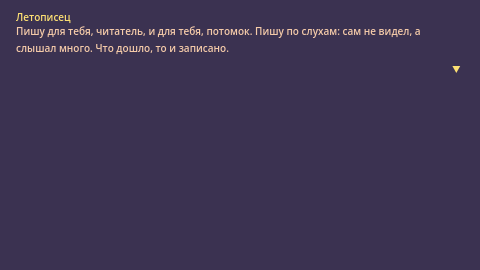 Летописец
Пишу для тебя, читатель, и для тебя, потомок. Пишу по слухам: сам не видел, а
слышал много. Что дошло, то и записано.